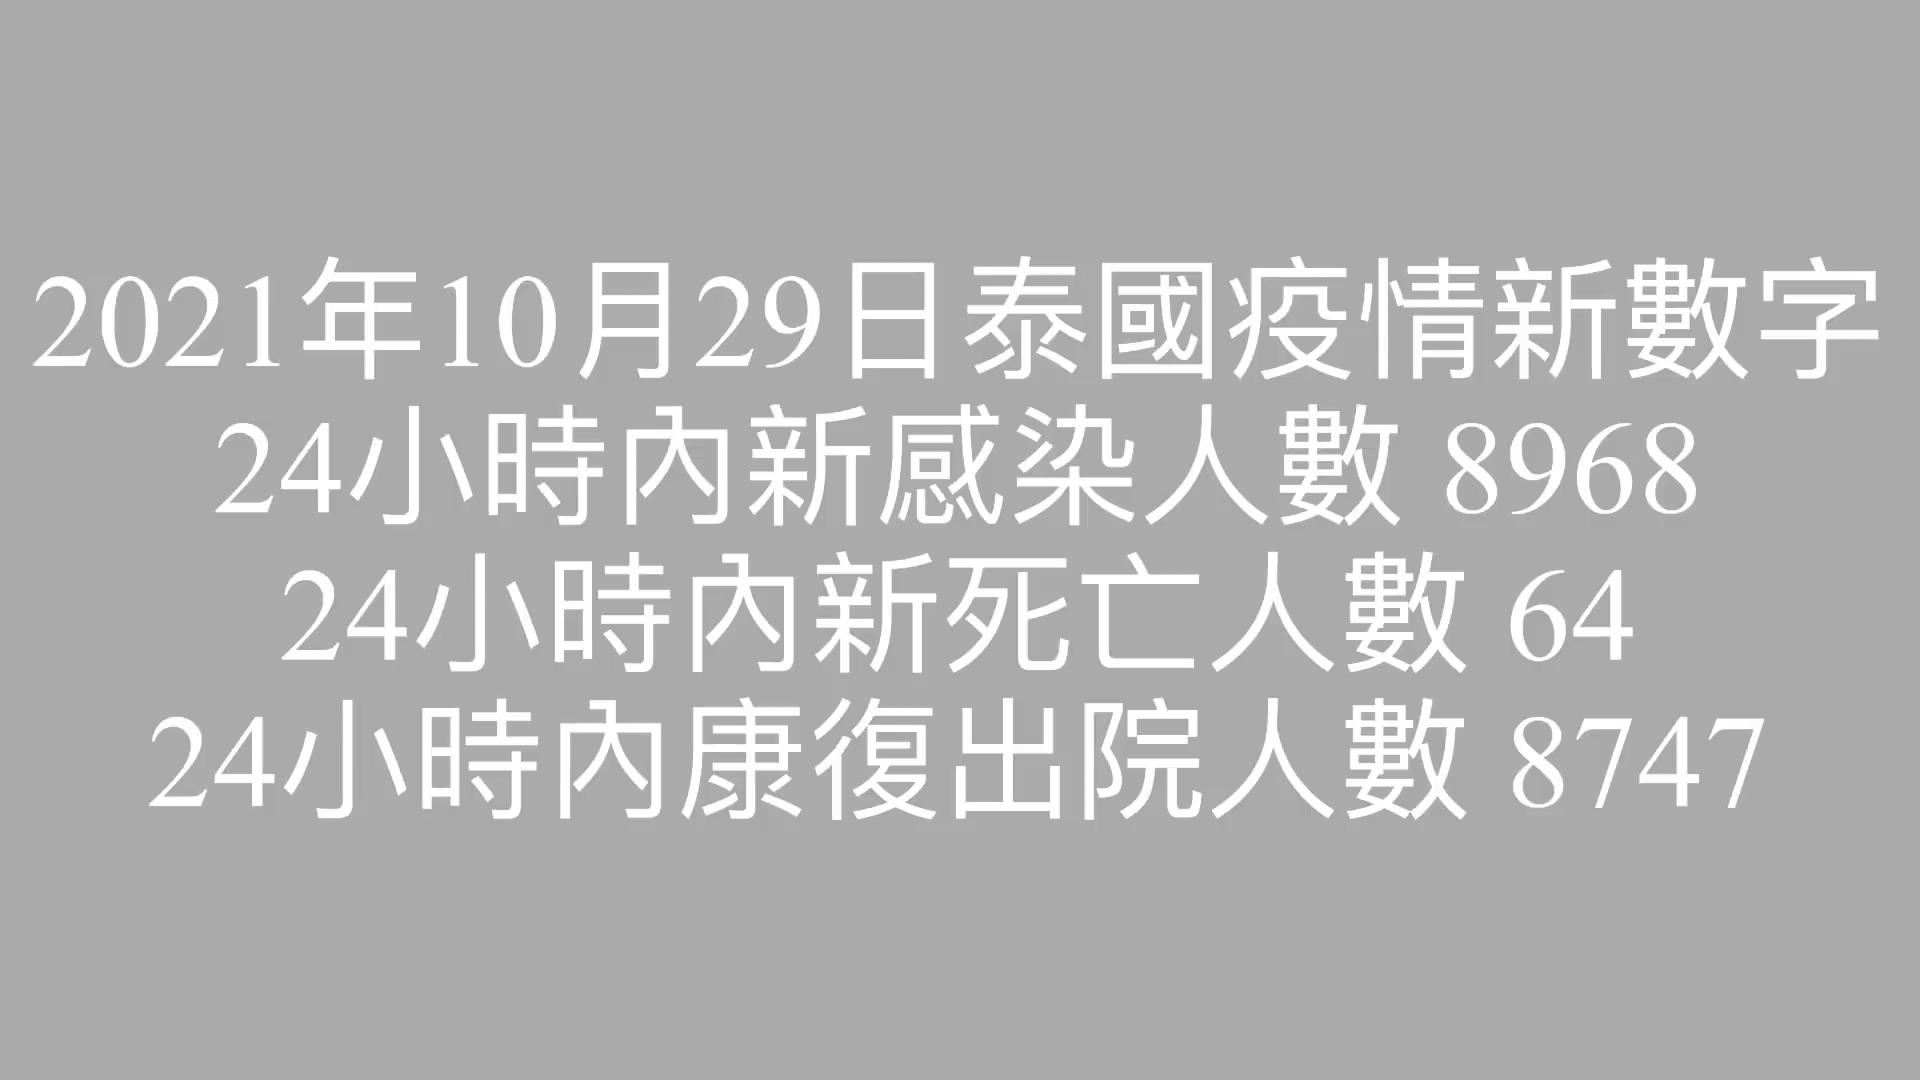 2021年10月29日泰國疫情新數字
24小時內新感染人數 8968
24小時內新死亡人數 64
24小時內康復出院人數 8747